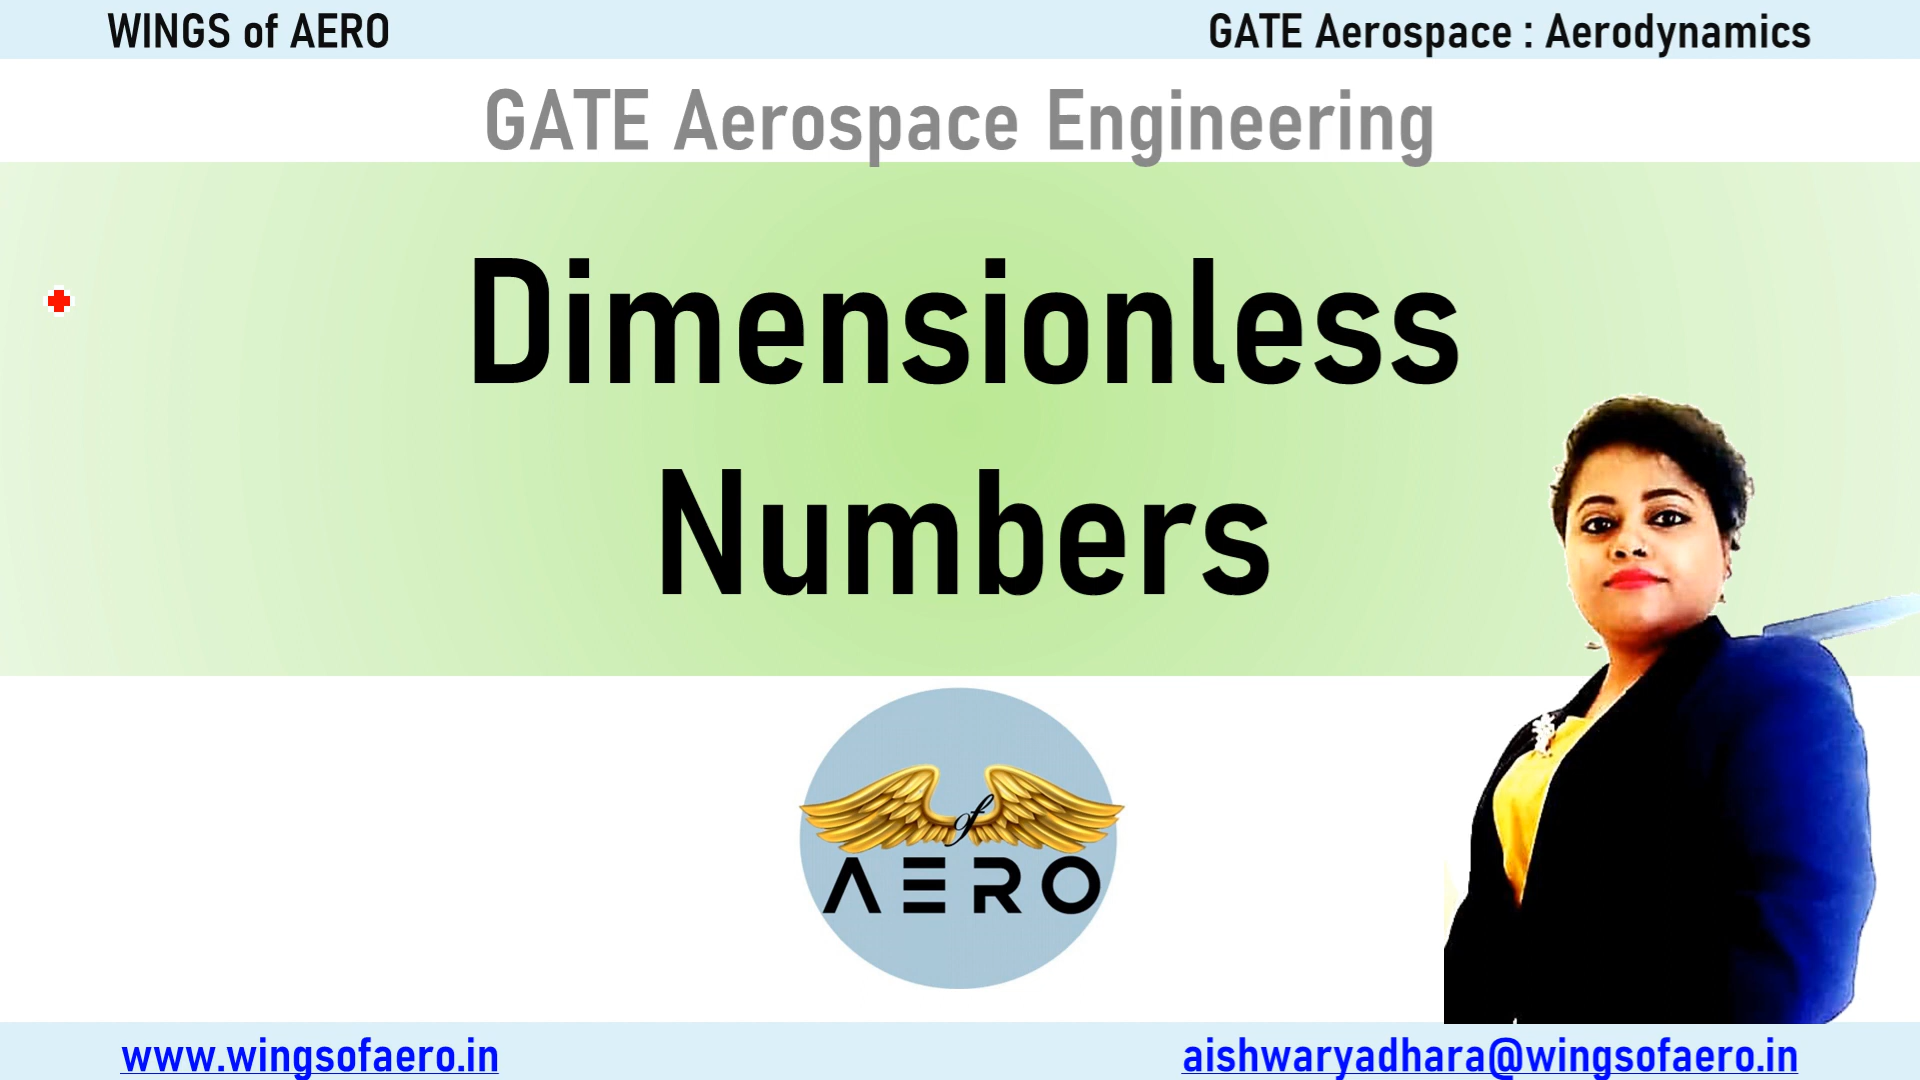 WINGS of AERO
GATE Aerospace : Aerodynamics
GATE Aerospace Engineering
Dimensionless
Numbers
of
AERO
www.wingsofaero.in
aishwaryadhara@wingsofaero.in